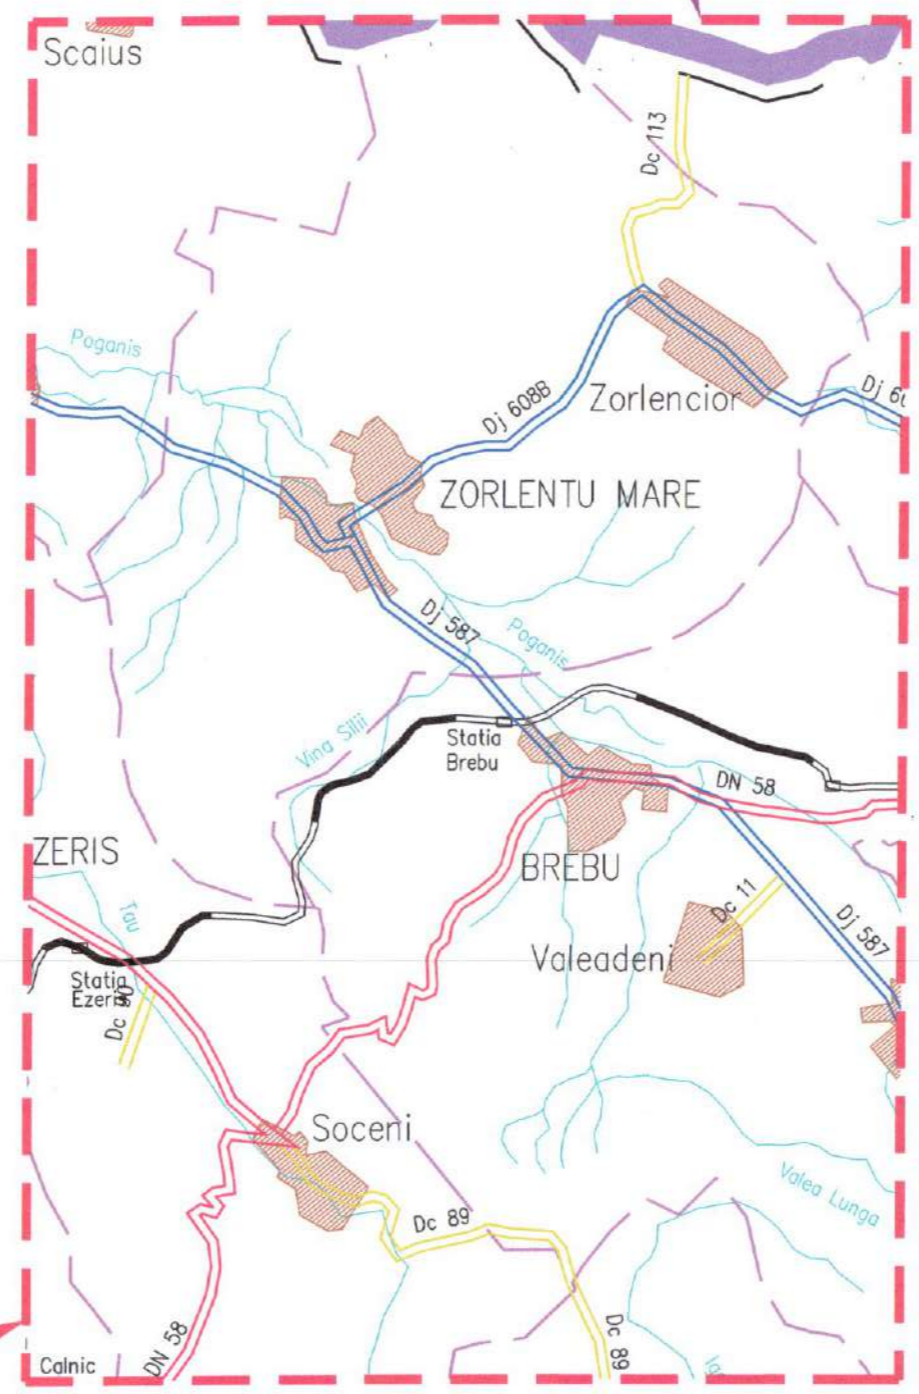 Scaius
Dc 113
Poganis
Dj 608B
Zorlencior
ZORLENTU MARE
Dj 587
Poganis
Vina Silii
Statia
Brebu
DN 58
ZERIS
BREBU
Dc 11
Tau
Valeadeni
Dj 587
Statia
Ezeris
Dc
Soceni
Valea Lunga
Dc 89
Dc 89
DN 58
Calnic